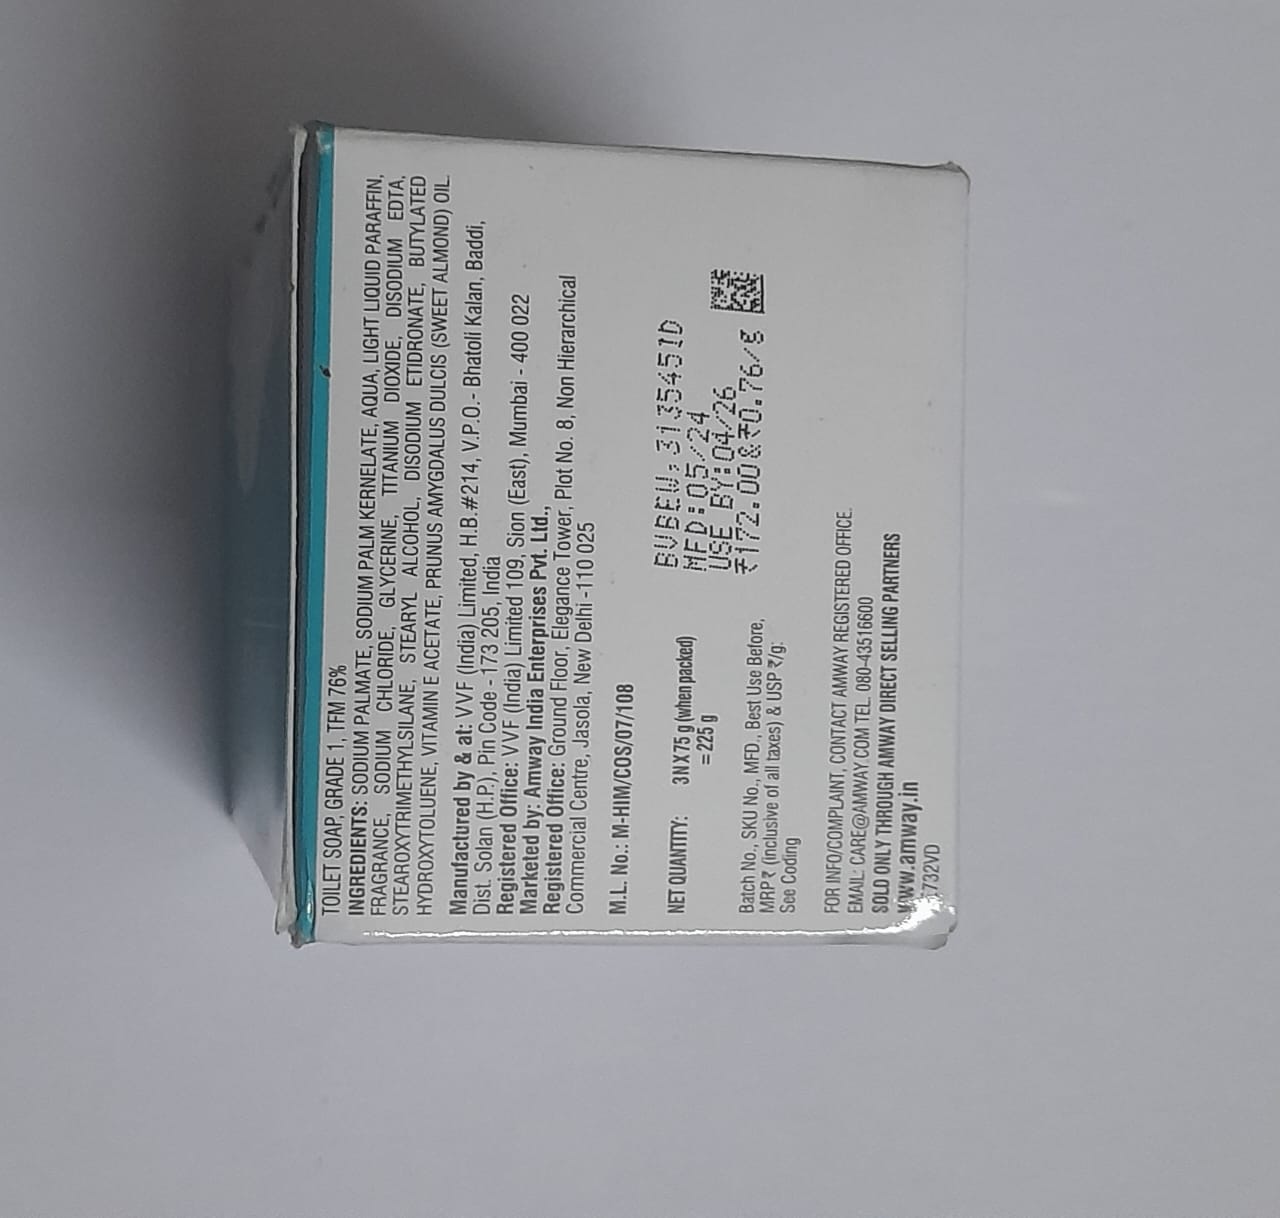 TOILET SOAP, GRADE 1, TFM 76%
INGREDIENTS: SODIUM PALMATE, SODIUM PALM KERNELATE, AQUA, LIGHT LIQUID PARAFFIN,
FRAGRANCE, SODIUM CHLORIDE, GLYCERINE, TITANIUM DIOXIDE, DISODIUM EDTA,
STEAROXYTRIMETHYLSILANE, STEARYL ALCOHOL, DISODIUM ETIDRONATE, BUTYLATED
HYDROXYTOLUENE, VITAMIN E ACETATE, PRUNUS AMYGDALUS DULCIS (SWEET ALMOND) OIL.
Manufactured by & at: VVF (India) Limited, H.B.#214, V.P.O.- Bhatoli Kalan, Baddi,
Dist. Solan (H.P.), Pin Code -173 205, India
Registered Office: VVF (India) Limited 109, Sion (East), Mumbai - 400 022
Marketed by: Amway India Enterprises Pvt. Ltd.,
Registered Office: Ground Floor, Elegance Tower, Plot No. 8, Non Hierarchical
Commercial Centre, Jasola, New Delhi -110 025
M.L. No.: M-HIM/COS/07/108
NET QUANTITY: 3NX75 g (when packed)
= 225 g
BVBEW,313545ID
MFD:05/24
USE BY:04/26
₹172.00&₹0.76/g
Batch No., SKU No., MFD., Best Use Before,
MRP₹ (inclusive of all taxes) & USP ₹/g:
See Coding
FOR INFO/COMPLAINT, CONTACT AMWAY REGISTERED OFFICE.
EMAIL: CARE@AMWAY.COM TEL. 080-43516600
SOLD ONLY THROUGH AMWAY DIRECT SELLING PARTNERS
www.amway.in
1732VD